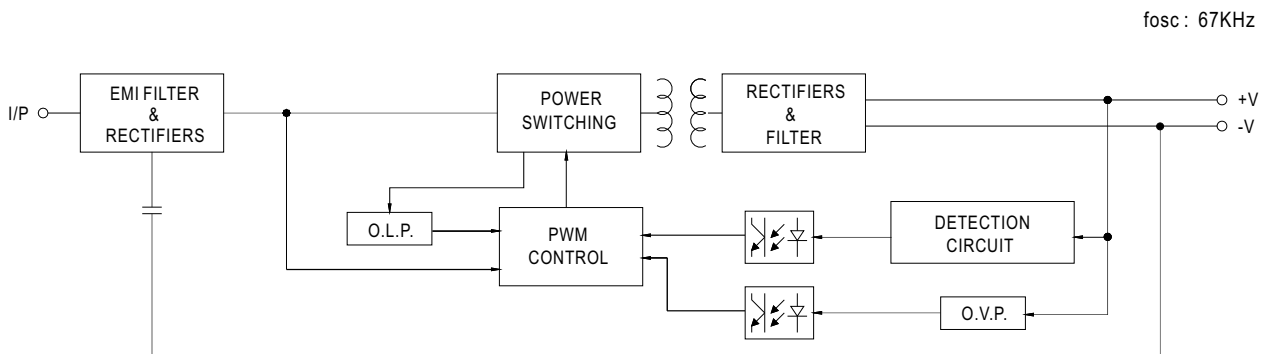 fosc : 67KHz
I/P
EMI FILTER
&
RECTIFIERS
POWER
SWITCHING
RECTIFIERS
&
FILTER
+V
-V
O.L.P.
PWM
CONTROL
DETECTION
CIRCUIT
O.V.P.